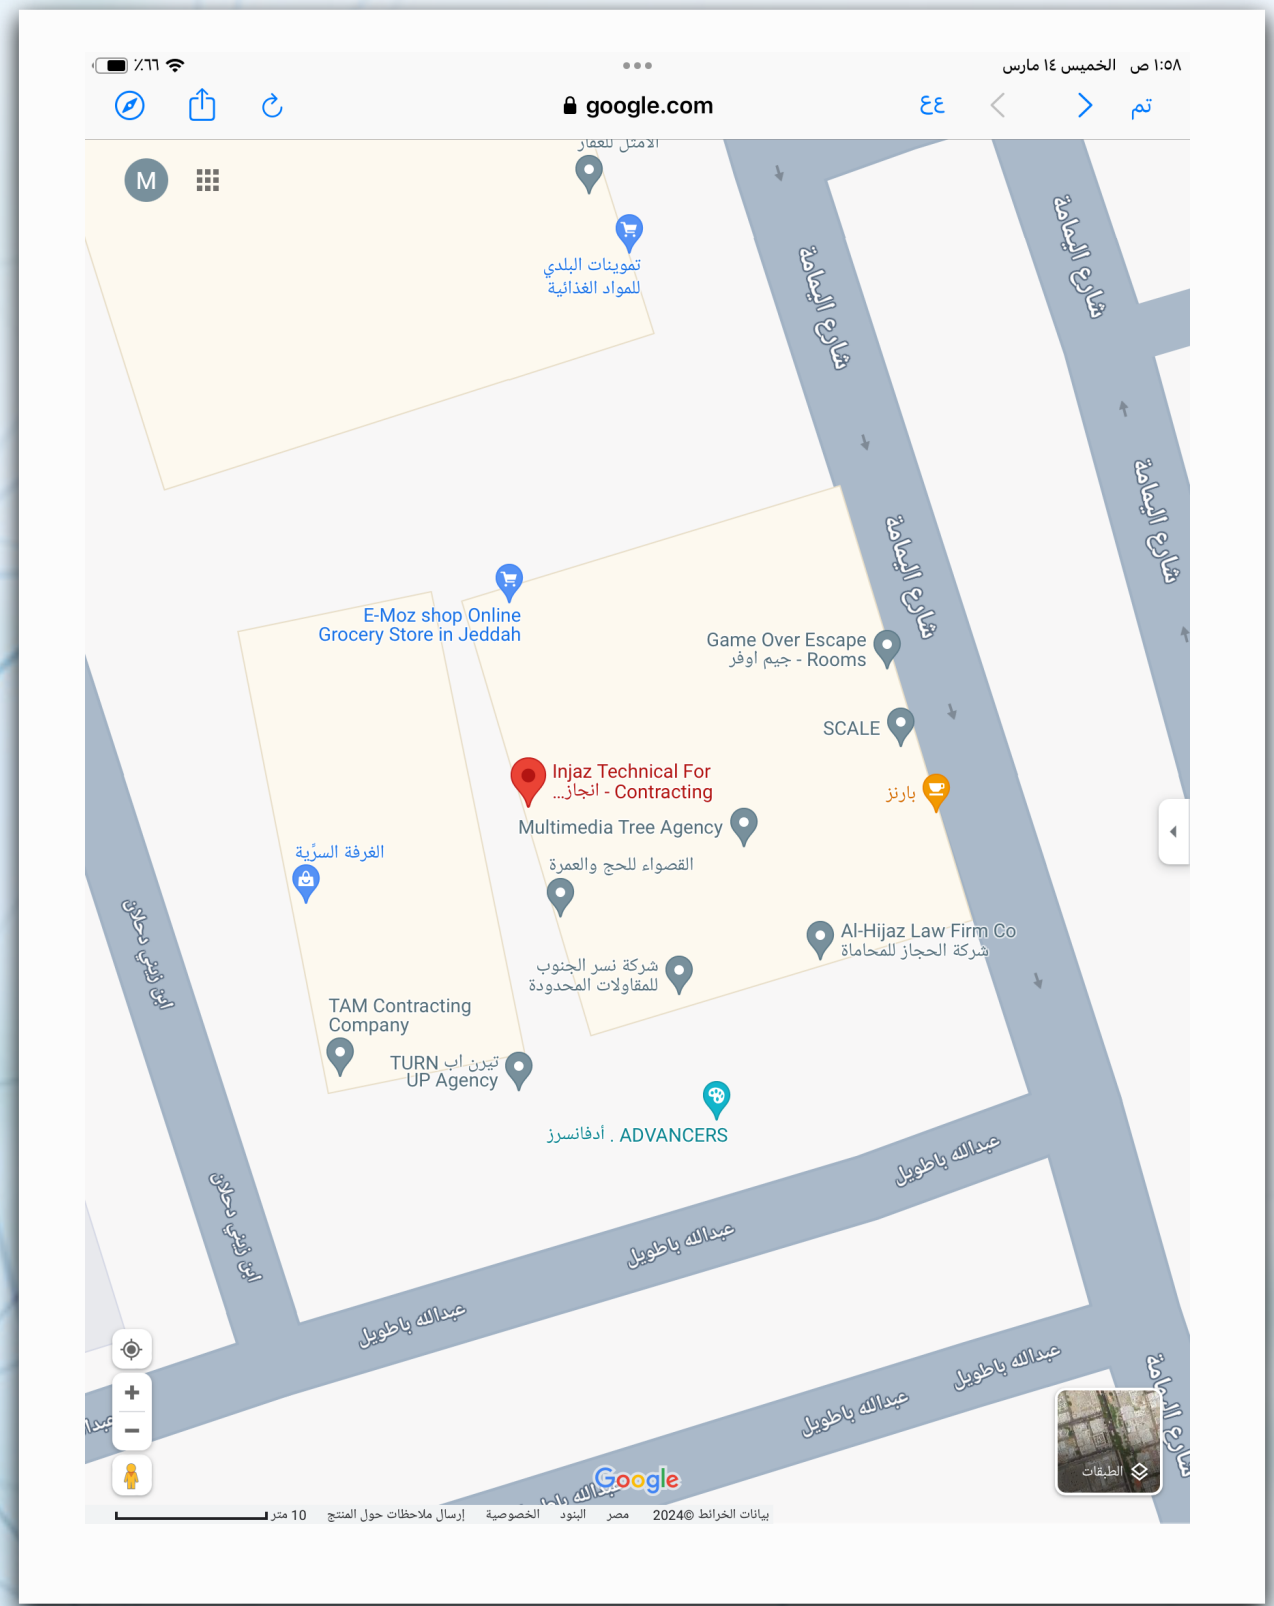 ١:٥٨ ص الخميس ١٤ مارس
٪٦٦
تم
عع
google.com
M
الأمثل للعقار
تموينات البلدي
للمواد الغذائية
شارع اليمامة
شارع اليمامة
شارع اليمامة
شارع اليمامة
E-Moz shop Online
Grocery Store in Jeddah
Game Over Escape
Rooms - جيم اوفر
SCALE
Injaz Technical For
Contracting - انجاز...
بارنز
Multimedia Tree Agency
الغرفة السرِّية
القصواء للحج والعمرة
Al-Hijaz Law Firm Co
شركة الحجاز للمحاماة
شركة نسر الجنوب
للمقاولات المحدودة
ابن زيني دحلان
TAM Contracting
Company
تيرن اب TURN
UP Agency
ADVANCERS . أدفانسرز
عبدالله باطويل
ابن زيني دحلان
عبدالله باطويل
عبدالله باطويل
عبدالله باطويل
عبدالله باطويل
شارع اليمامة
الطبقات
Google
بيانات الخرائط ©2024 مصر البنود الخصوصية إرسال ملاحظات حول المنتج 10 متر